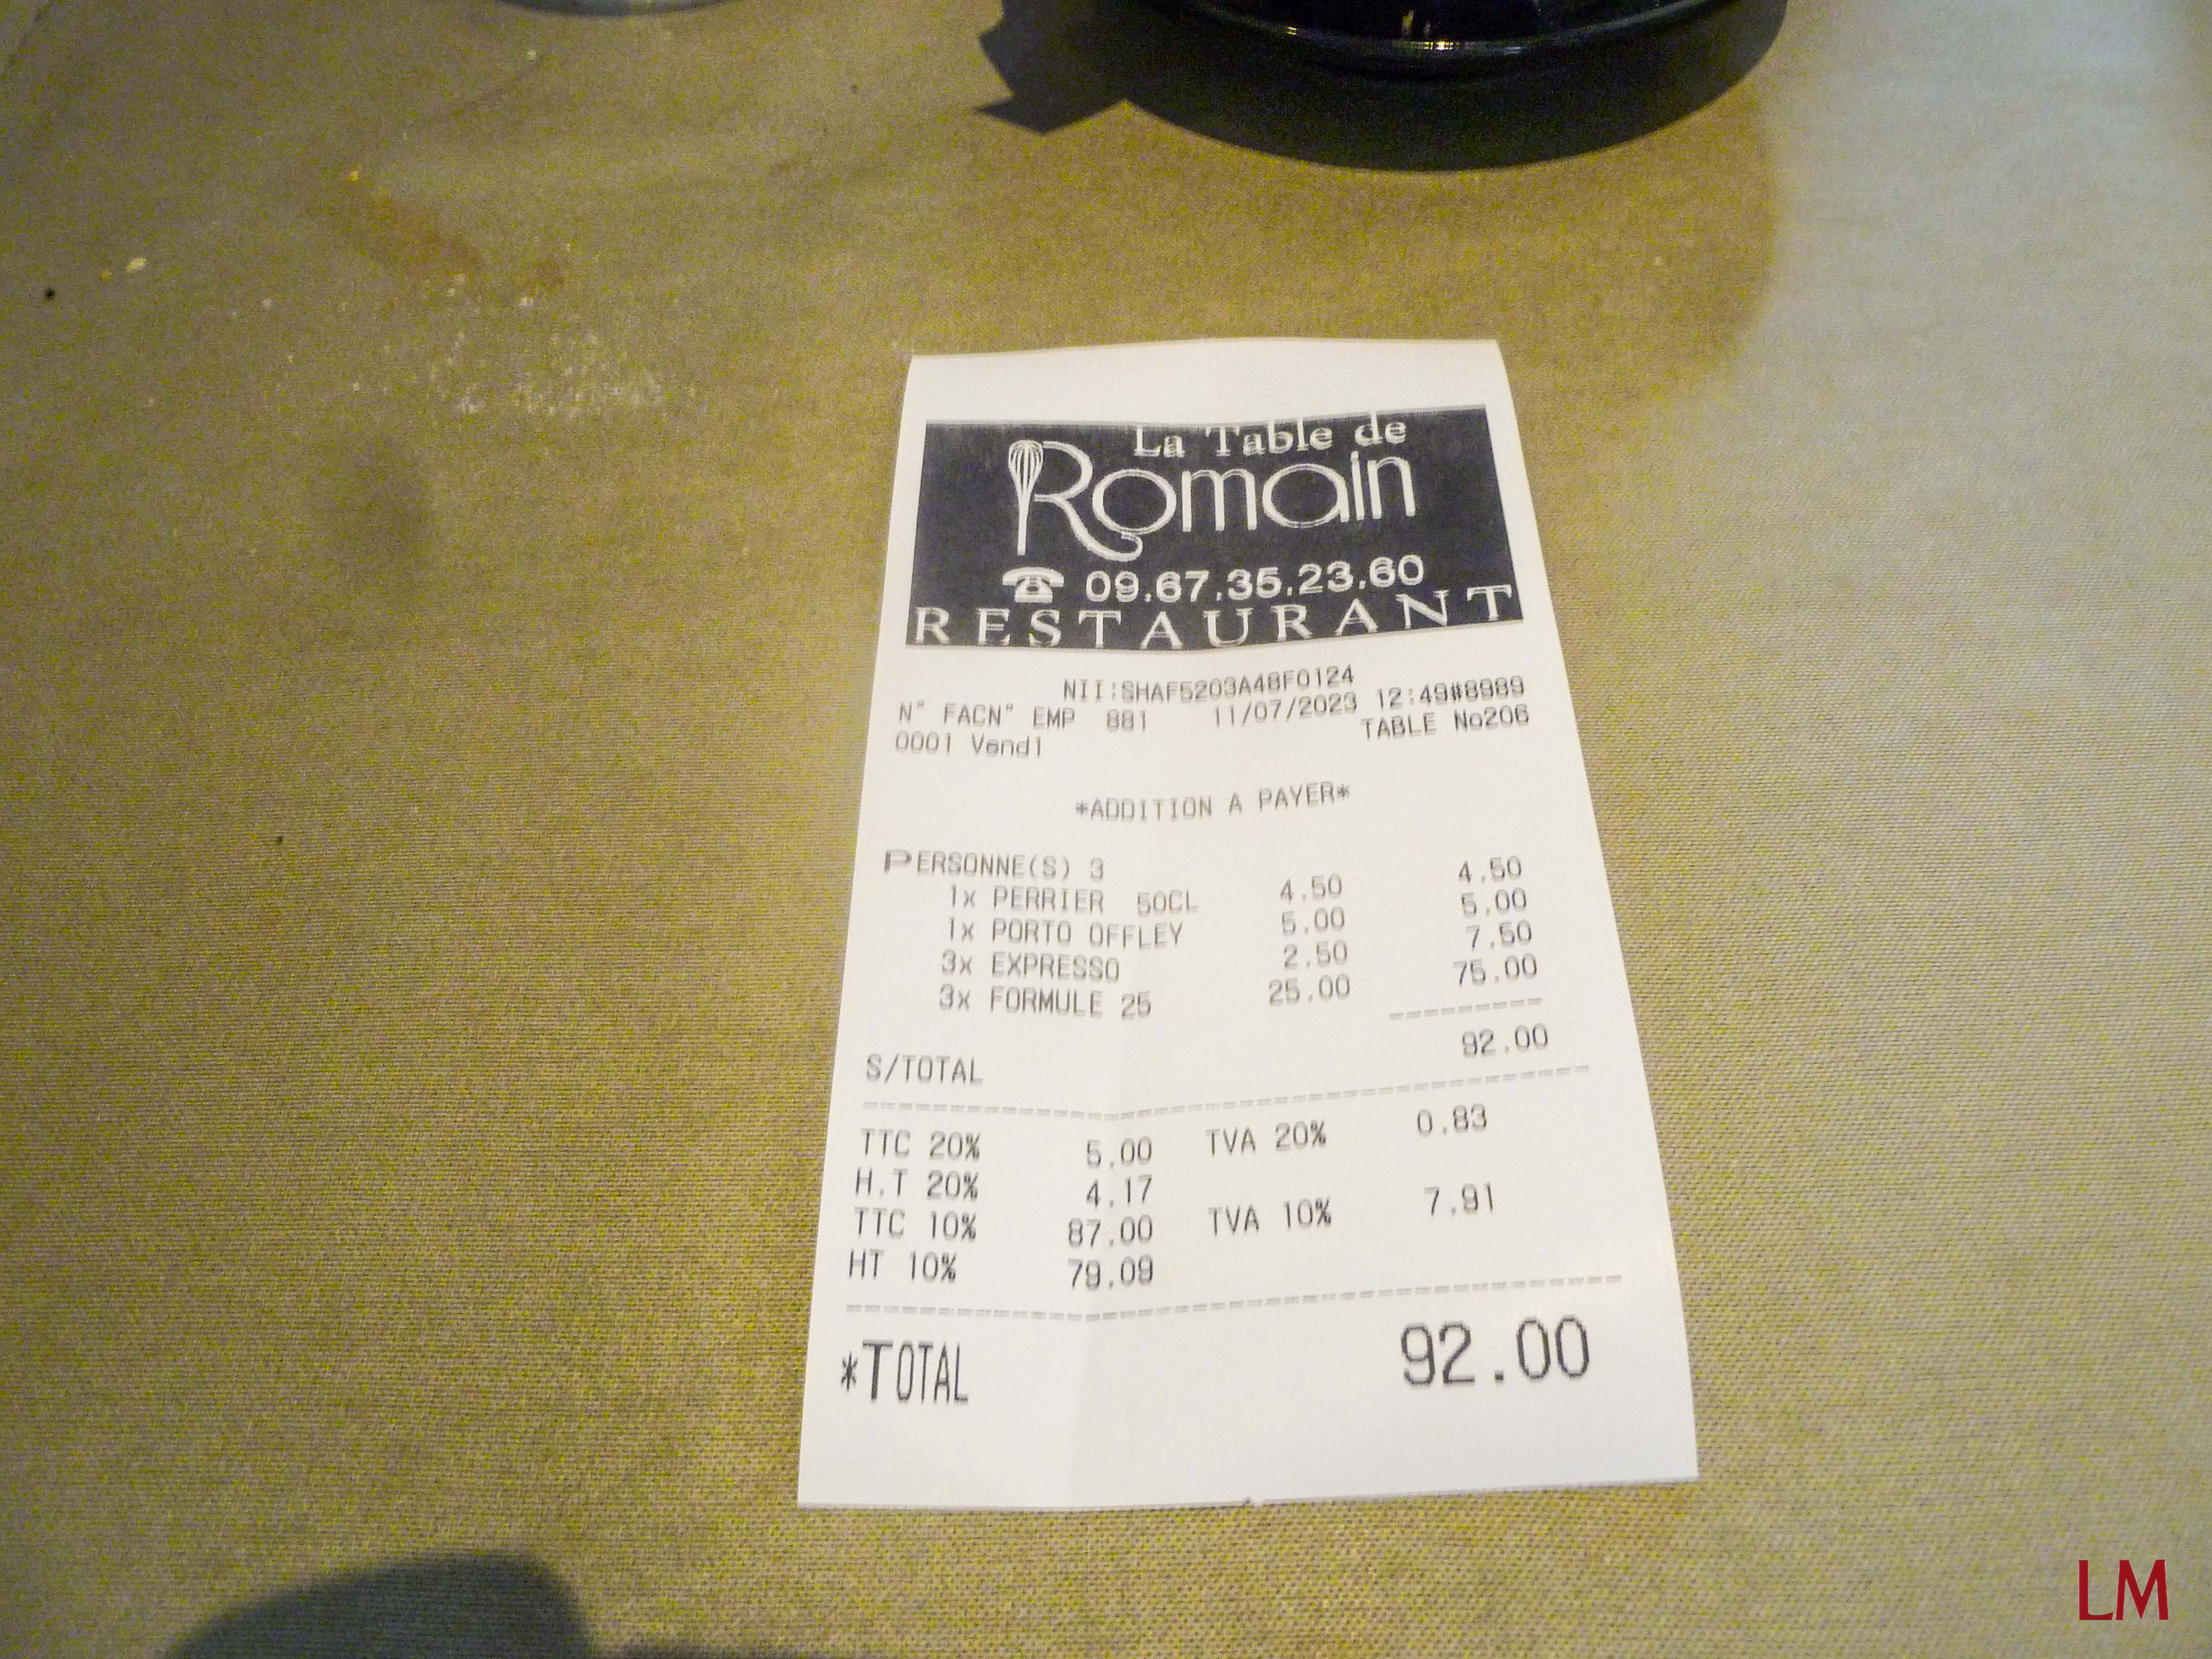 La Table de
Romain
☎ 09.67.35.23.60
RESTAURANT
NII:SHAF5203A48F0124
N° FACN° EMP 881 11/07/2023 12:49#8989
0001 Vend1 TABLE No206
*ADDITION A PAYER*
PERSONNE(S) 3
1x PERRIER 50CL 4.50 4.50
1x PORTO OFFLEY 5.00 5.00
3x EXPRESSO 2.50 7.50
3x FORMULE 25 25.00 75.00
S/TOTAL 92.00
TTC 20% 5.00 TVA 20% 0.83
H.T 20% 4.17
TTC 10% 87.00 TVA 10% 7.91
HT 10% 79.09
*TOTAL 92.00
LM